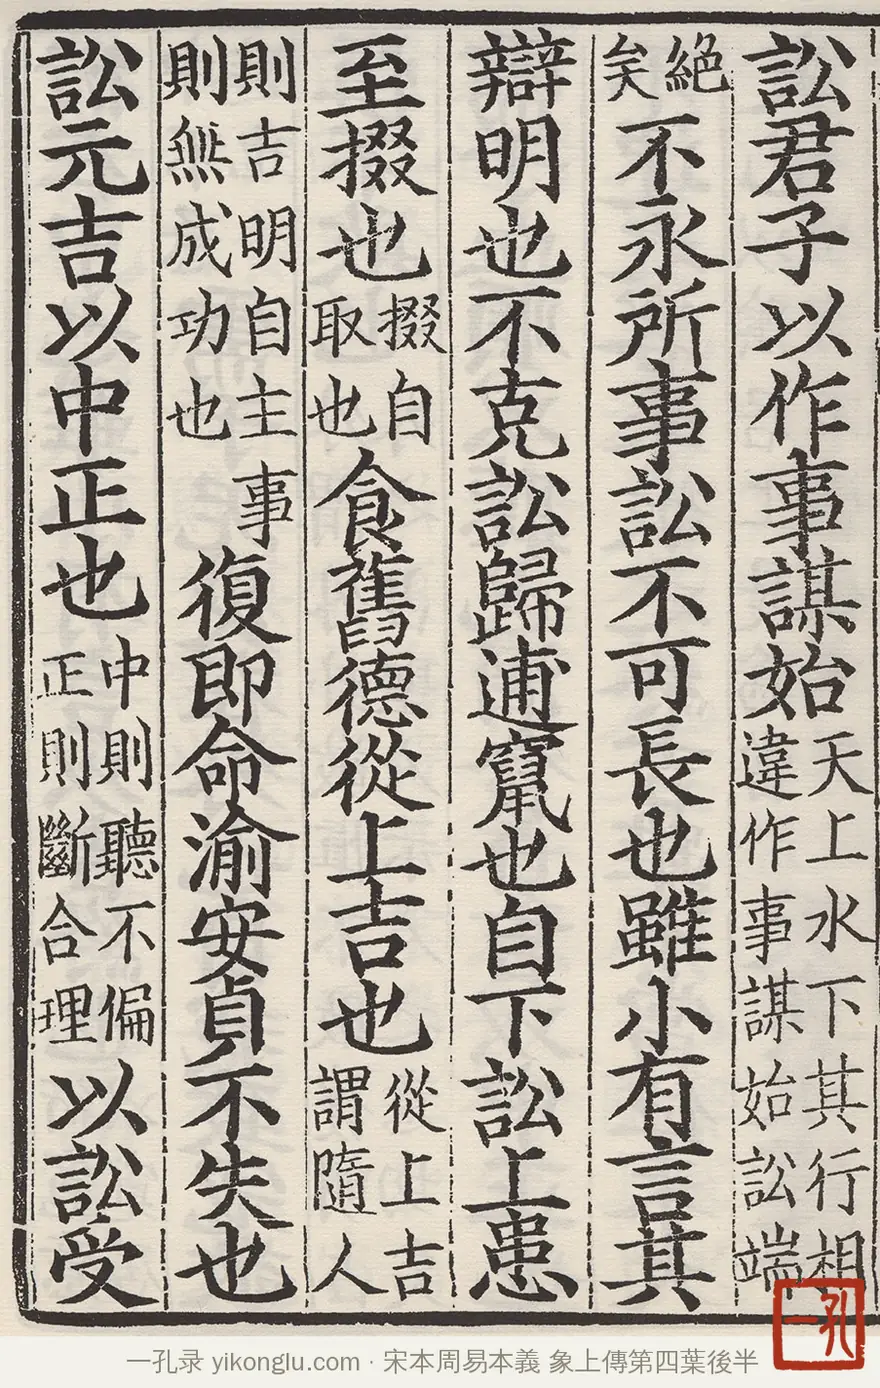 訟君子以作事謀始天上水下其行相違作事謀始訟端
絶矣不永所事訟不可長也雖小有言其
辯明也不克訟歸逋竄也自下訟上患
至掇也掇自取也食舊德從上吉也從上吉謂隨人
則吉明自主事則無成功也復即命渝安貞不失也
訟元吉以中正也中則聽不偏正則斷合理以訟受
一孔
一孔录 yikonglu.com · 宋本周易本義 象上傳第四葉後半